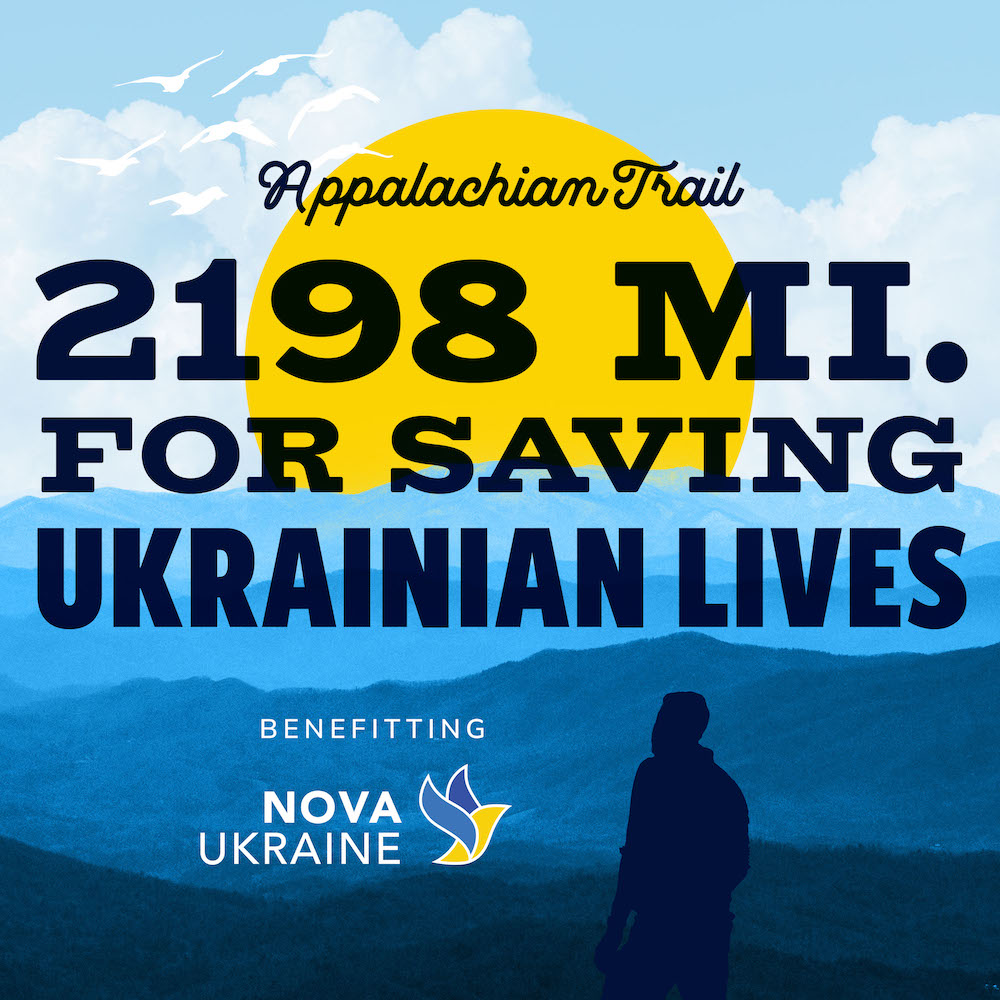 Appalachian Trail
2198 MI.
FOR SAVING
UKRAINIAN LIVES
BENEFITTING
NOVA
UKRAINE